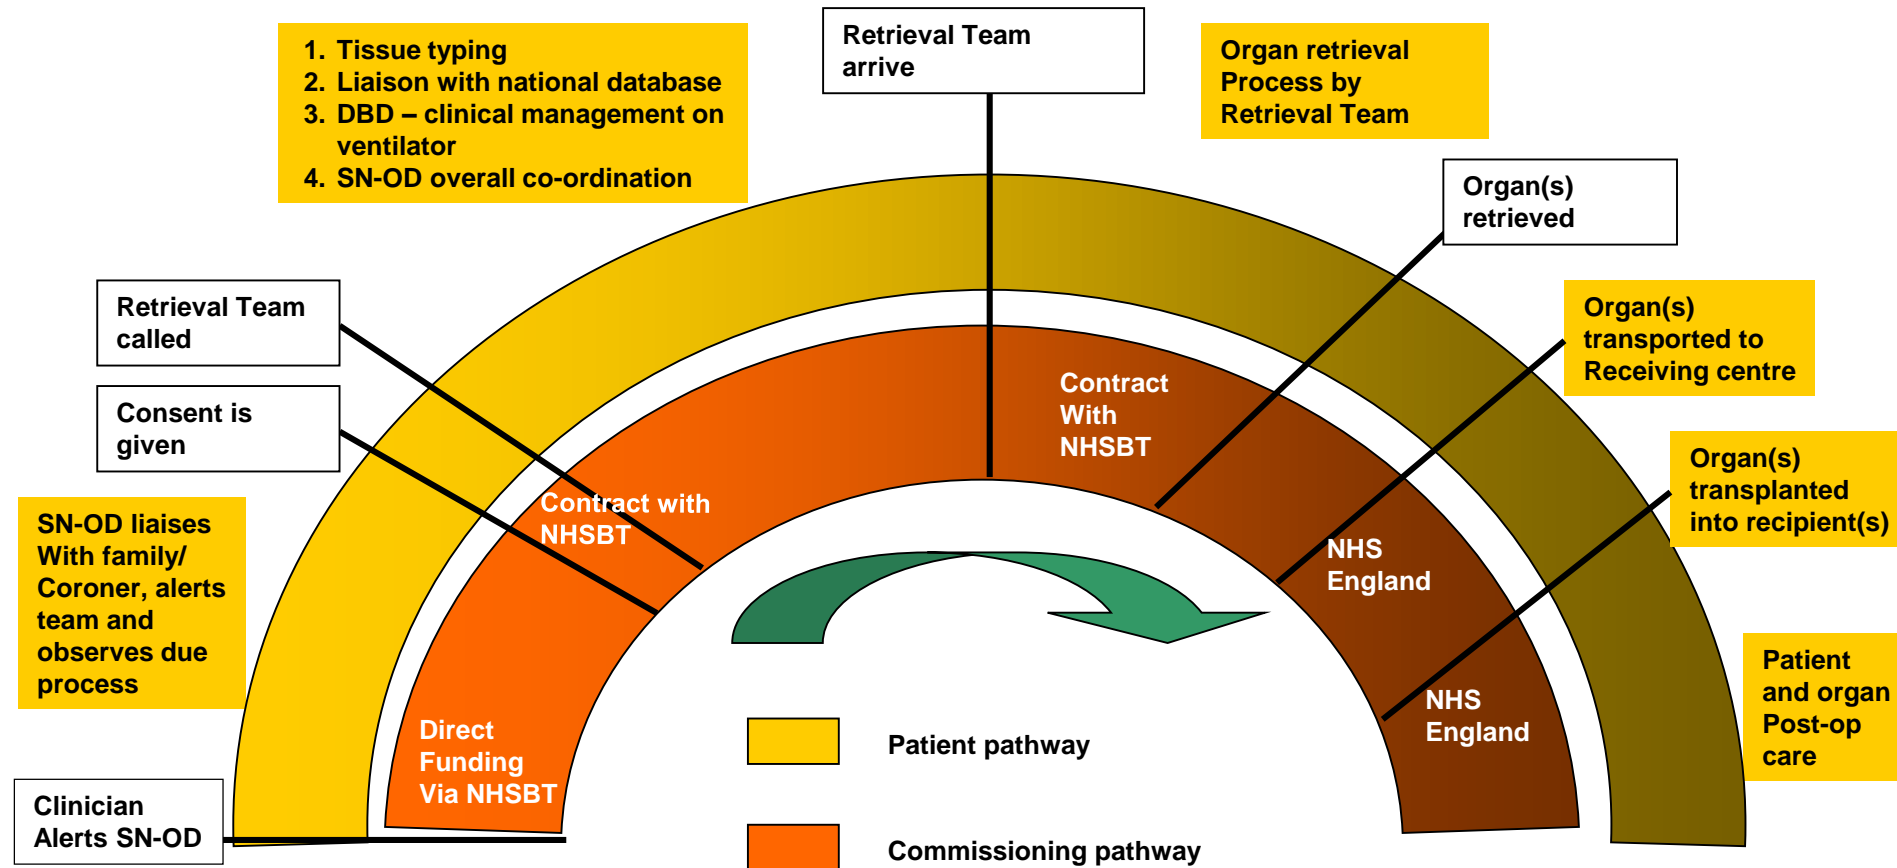 1. Tissue typing
2. Liaison with national database
3. DBD – clinical management on
ventilator
4. SN-OD overall co-ordination
Retrieval Team
arrive
Organ retrieval
Process by
Retrieval Team
Organ(s)
retrieved
Retrieval Team
called
Organ(s)
transported to
Receiving centre
Consent is
given
Contract
With
NHSBT
Organ(s)
transplanted
into recipient(s)
SN-OD liaises
With family/
Coroner, alerts
team and
observes due
process
Contract with
NHSBT
NHS
England
Patient
and organ
Post-op
care
NHS
England
Direct
Funding
Via NHSBT
Patient pathway
Clinician
Alerts SN-OD
Commissioning pathway